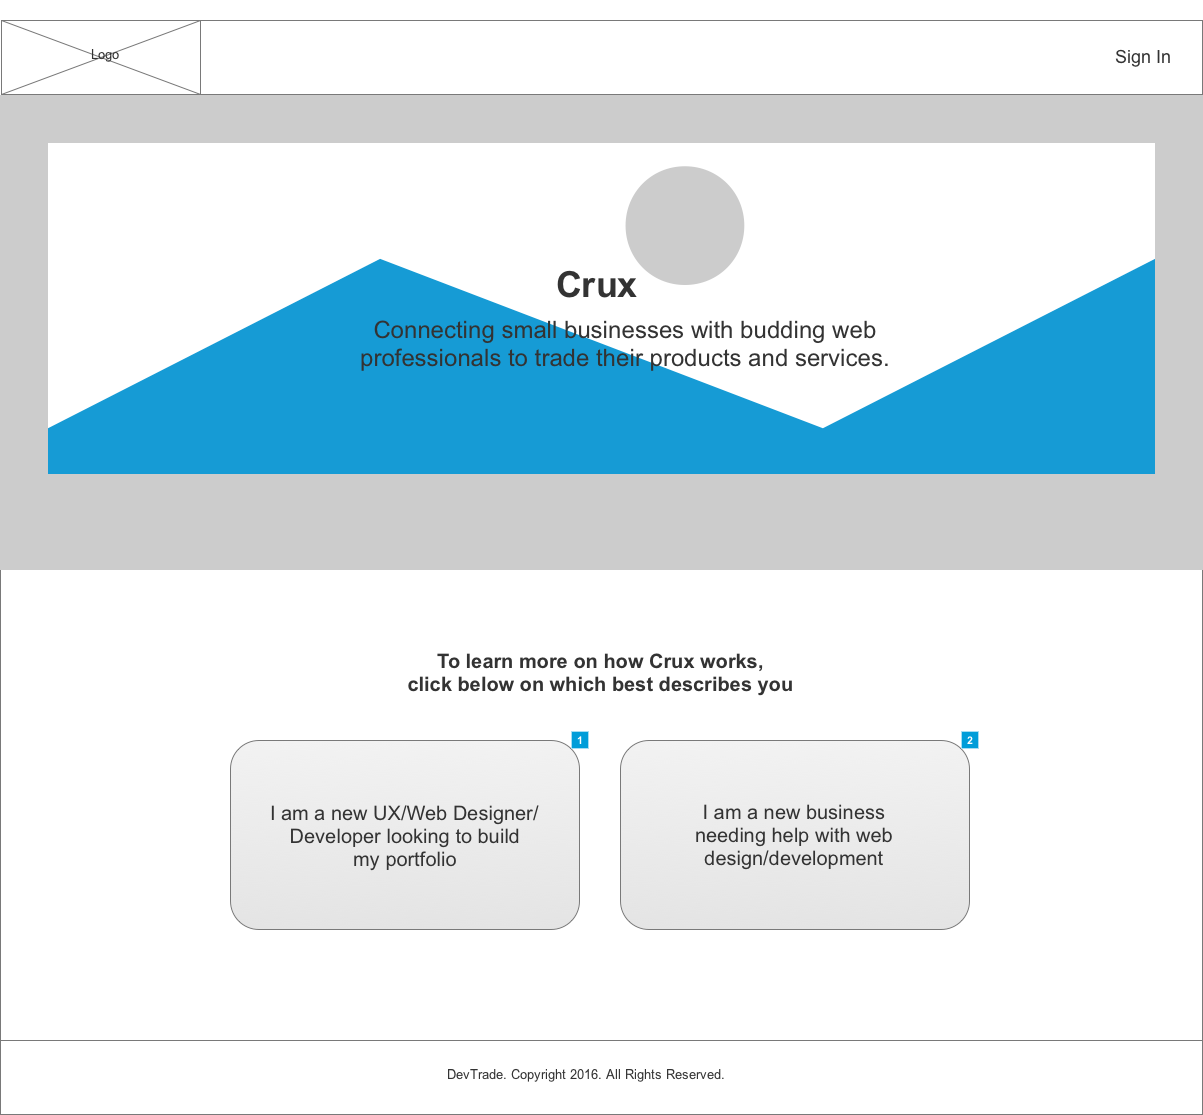 Logo
Sign In
Crux
Connecting small businesses with budding web
professionals to trade their products and services.
To learn more on how Crux works,
click below on which best describes you
1
I am a new UX/Web Designer/
Developer looking to build
my portfolio
2
I am a new business
needing help with web
design/development
DevTrade. Copyright 2016. All Rights Reserved.